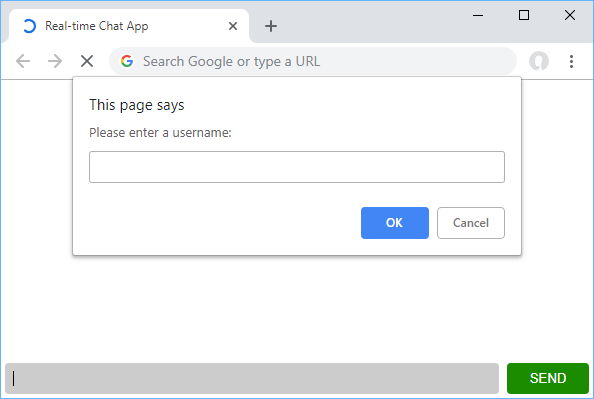 Real-time Chat App
Search Google or type a URL
This page says
Please enter a username:
OK
Cancel
SEND